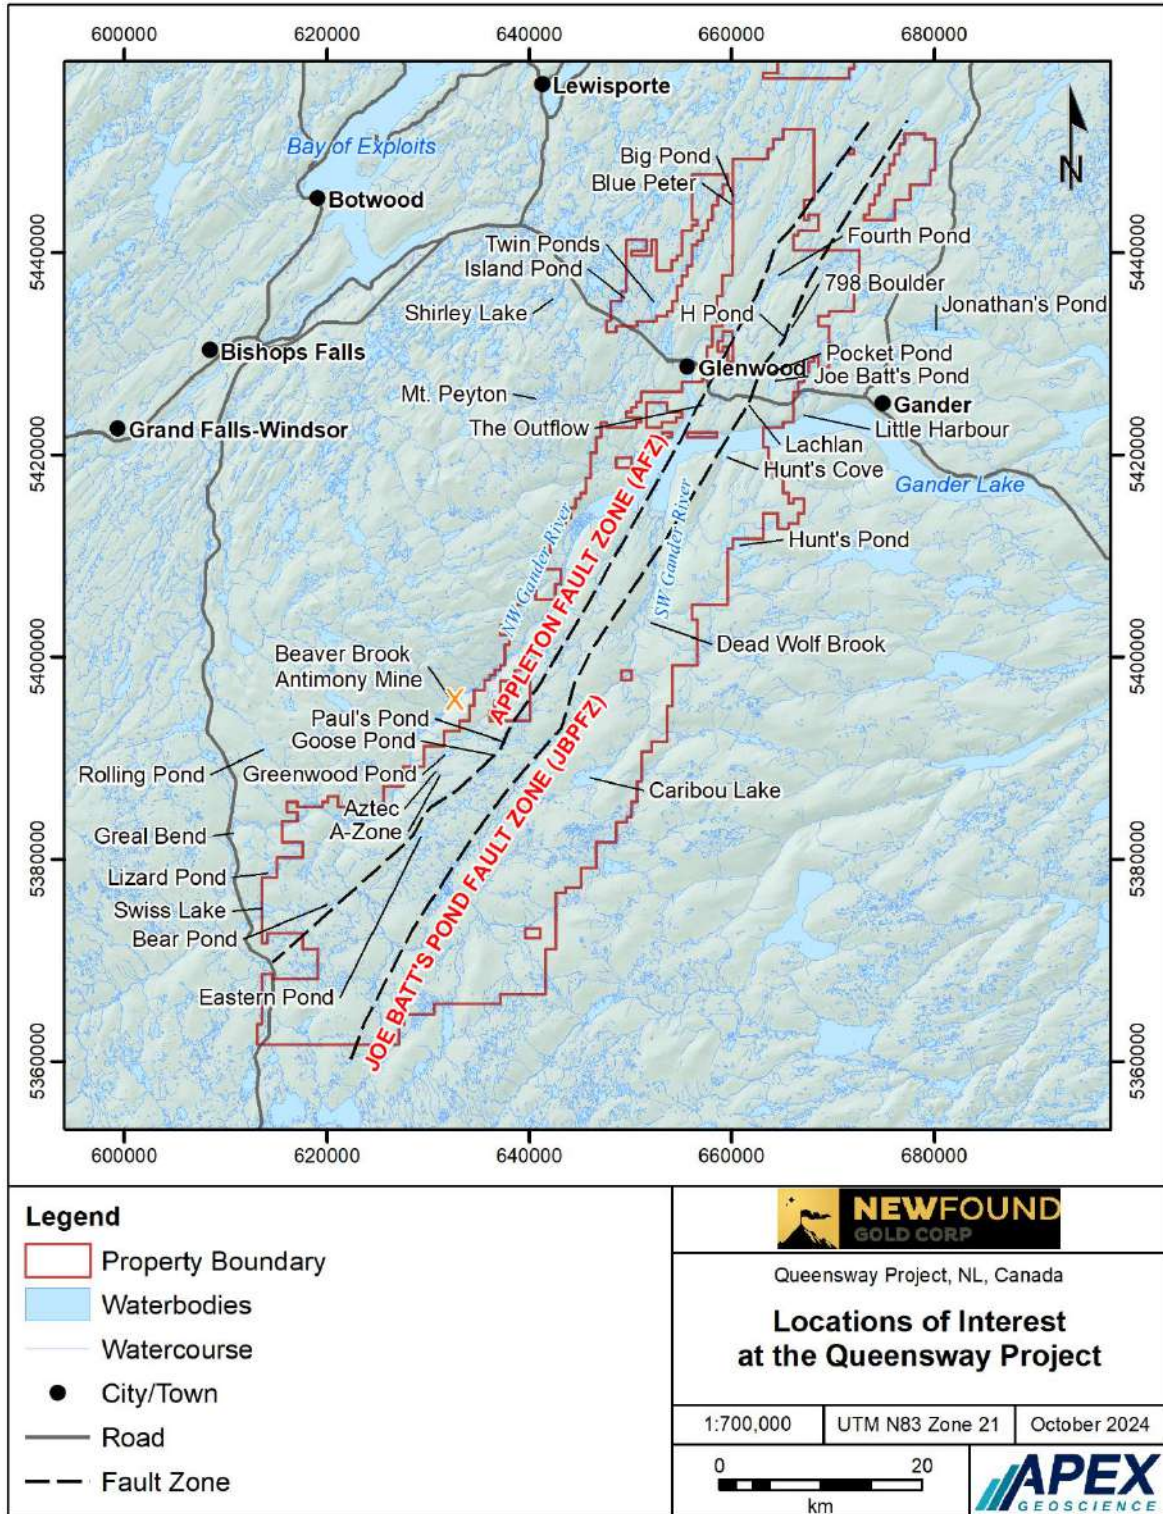 600000 620000 640000 660000 680000
Lewisporte
Bay of Exploits
Big Pond
Blue Peter
N
Botwood
Twin Ponds
Fourth Pond
5440000
5440000
Island Pond
798 Boulder
Shirley Lake
H Pond
Jonathan's Pond
Bishops Falls
Glenwood
Pocket Pond
Joe Batt's Pond
Mt. Peyton
Gander
Grand Falls-Windsor
The Outflow
Little Harbour
Lachlan
5420000
5420000
Hunt's Cove
Gander Lake
NW Gander River
APPLETON FAULT ZONE (AFZ)
SW Gander River
Hunt's Pond
Dead Wolf Brook
5400000
5400000
Beaver Brook
Antimony Mine
Paul's Pond
Goose Pond
Rolling Pond
Greenwood Pond
Caribou Lake
Aztec
A-Zone
Greal Bend
5380000
5380000
Lizard Pond
Swiss Lake
Bear Pond
JOE BATT'S POND FAULT ZONE (JBPFZ)
Eastern Pond
5360000
5360000
600000 620000 640000 660000 680000
Legend
Property Boundary
Waterbodies
Watercourse
City/Town
Road
Fault Zone
NEWFOUND
GOLD CORP
Queensway Project, NL, Canada
Locations of Interest
at the Queensway Project
1:700,000 UTM N83 Zone 21 October 2024
0 20
km
APEX
GEOSCIENCE